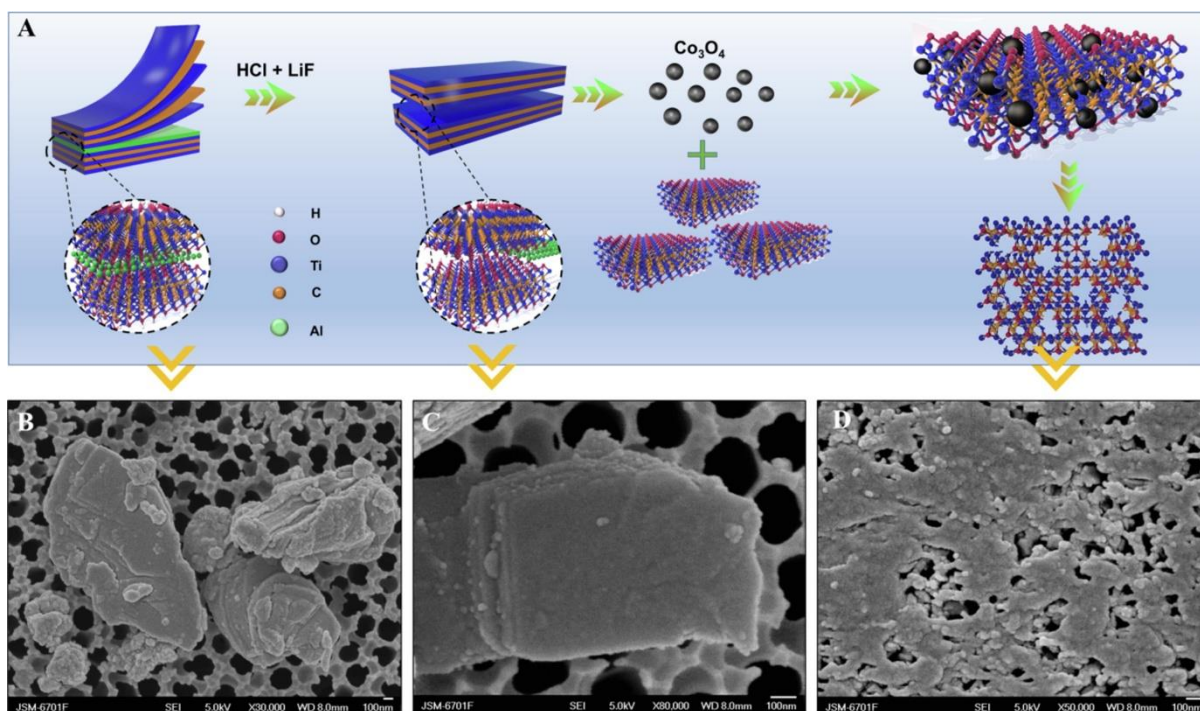 A
HCl + LiF
Co₃O₄
H
O
Ti
C
Al
B
JSM-6701F SEI 5.0kV X30,000 WD 8.0mm 100nm
C
JSM-6701F SEI 5.0kV X80,000 WD 8.0mm 100nm
D
JSM-6701F SEI 5.0kV X50,000 WD 8.0mm 100nm